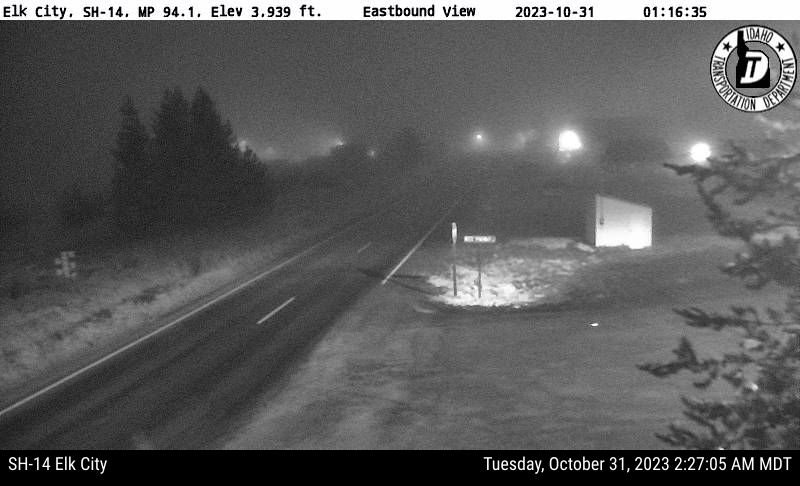 Elk City, SH-14, MP 94.1, Elev 3,939 ft. Eastbound View 2023-10-31 01:16:35
IDAHO
TRANSPORTATION DEPARTMENT
SH-14 Elk City
Tuesday, October 31, 2023 2:27:05 AM MDT